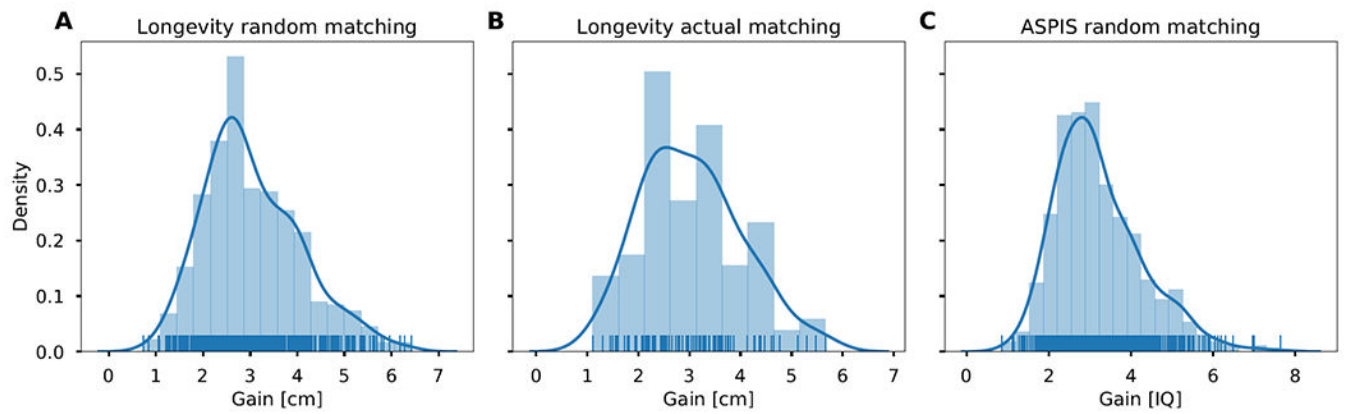 A Longevity random matching
B Longevity actual matching
C ASPIS random matching
Density
0.5
0.4
0.3
0.2
0.1
0.0
0 1 2 3 4 5 6 7
Gain [cm]
0 1 2 3 4 5 6 7
Gain [cm]
0 2 4 6 8
Gain [IQ]